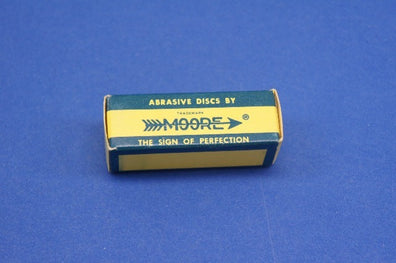 ABRASIVE DISCS BY
TRADEMARK
MOORE ®
THE SIGN OF PERFECTION